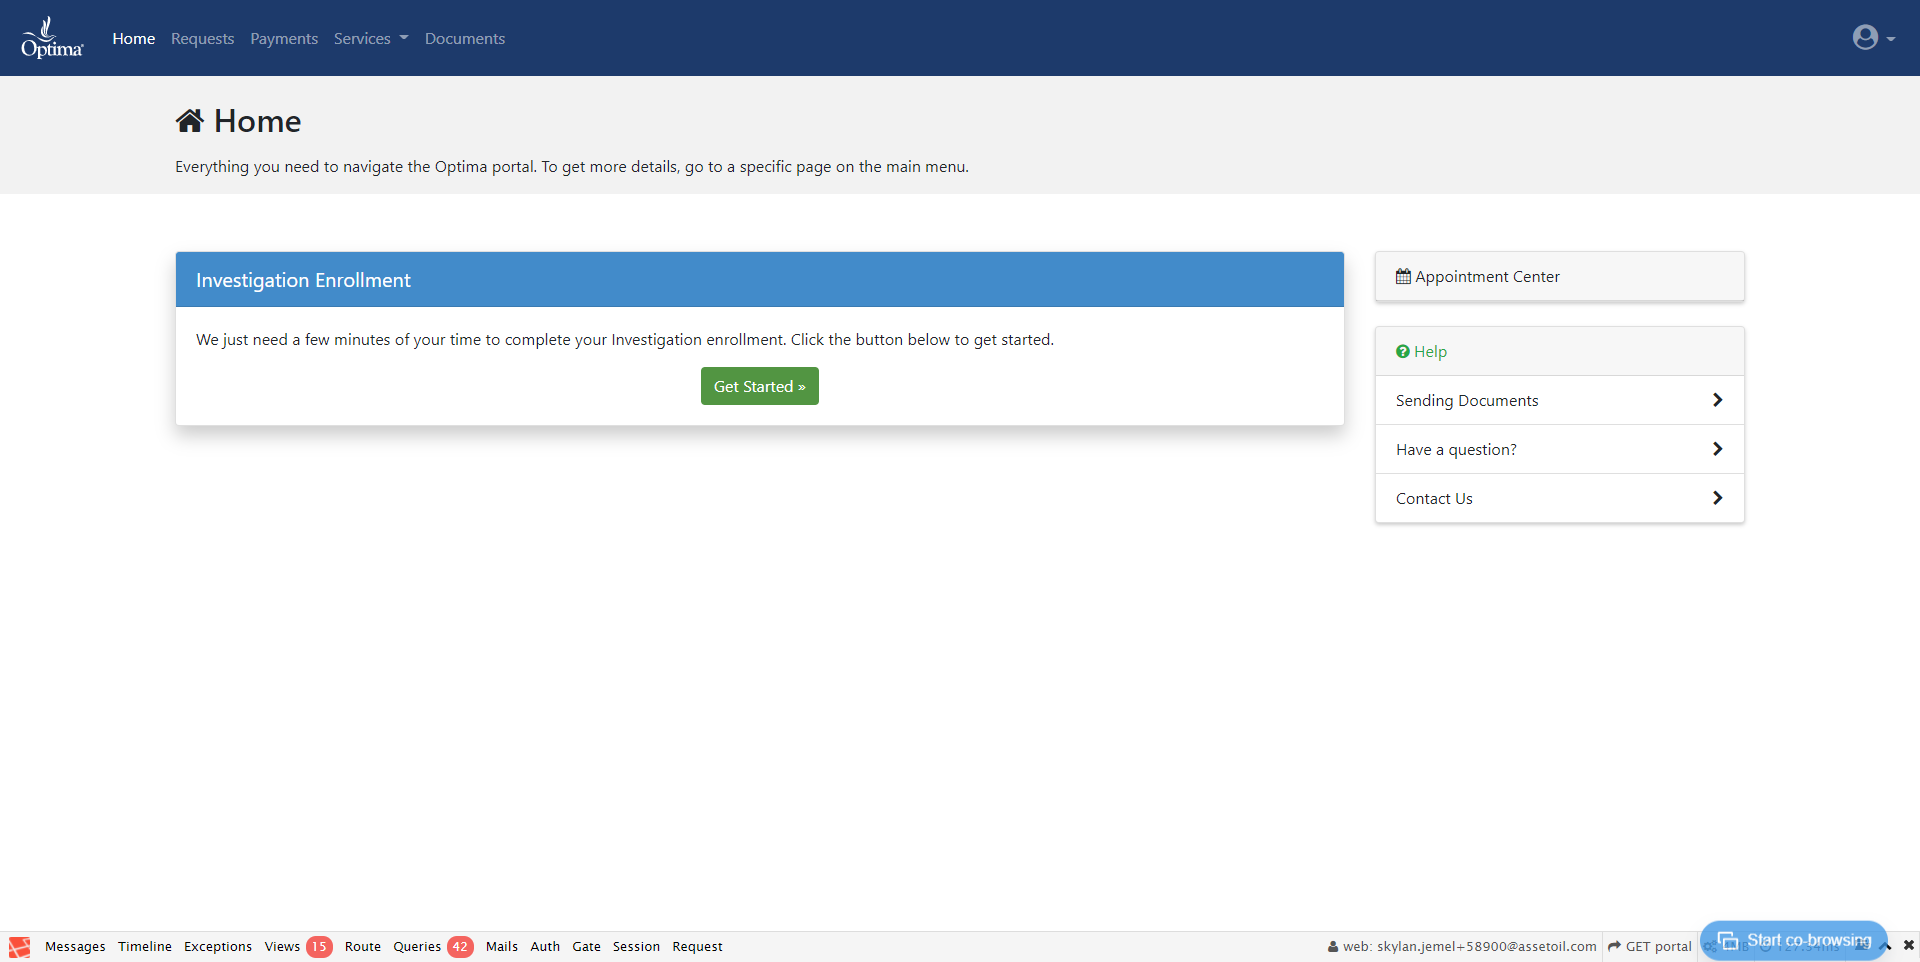 Optima
Home Requests Payments Services Documents
Home
Everything you need to navigate the Optima portal. To get more details, go to a specific page on the main menu.
Investigation Enrollment
We just need a few minutes of your time to complete your Investigation enrollment. Click the button below to get started.
Get Started »
Appointment Center
Help
Sending Documents
Have a question?
Contact Us
Messages Timeline Exceptions Views 15 Route Queries 42 Mails Auth Gate Session Request
web: skylan.jemel+58900@assetoil.com GET portal
Start co-browsing